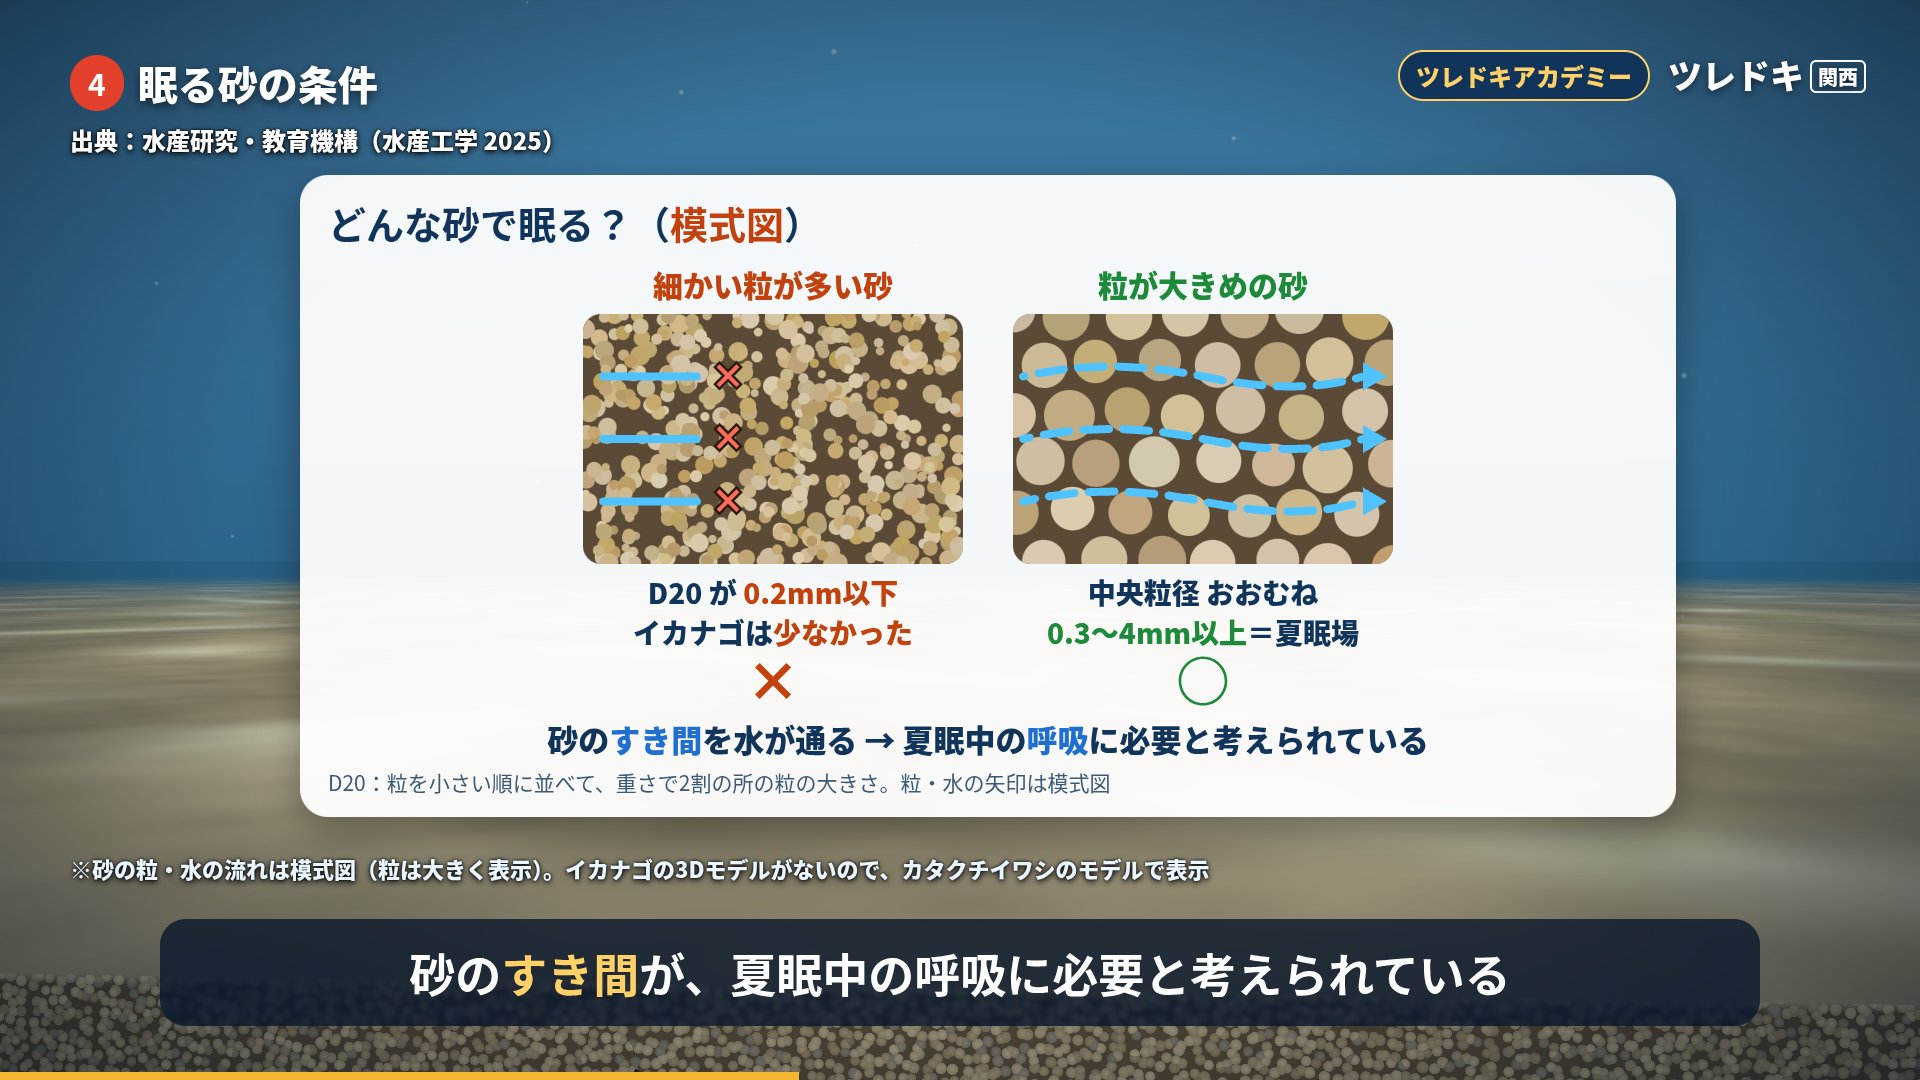 4 眠る砂の条件
ツレドキアカデミー ツレドキ 関西
出典：水産研究・教育機構（水産工学 2025）
どんな砂で眠る？（模式図）
細かい粒が多い砂
粒が大きめの砂
D20 が 0.2mm以下
イカナゴは少なかった
×
中央粒径 おおむね
0.3〜4mm以上＝夏眠場
○
砂のすき間を水が通る → 夏眠中の呼吸に必要と考えられている
D20：粒を小さい順に並べて、重さで2割の所の粒の大きさ。粒・水の矢印は模式図
※砂の粒・水の流れは模式図（粒は大きく表示）。イカナゴの3Dモデルがないので、カタクチイワシのモデルで表示
砂のすき間が、夏眠中の呼吸に必要と考えられている